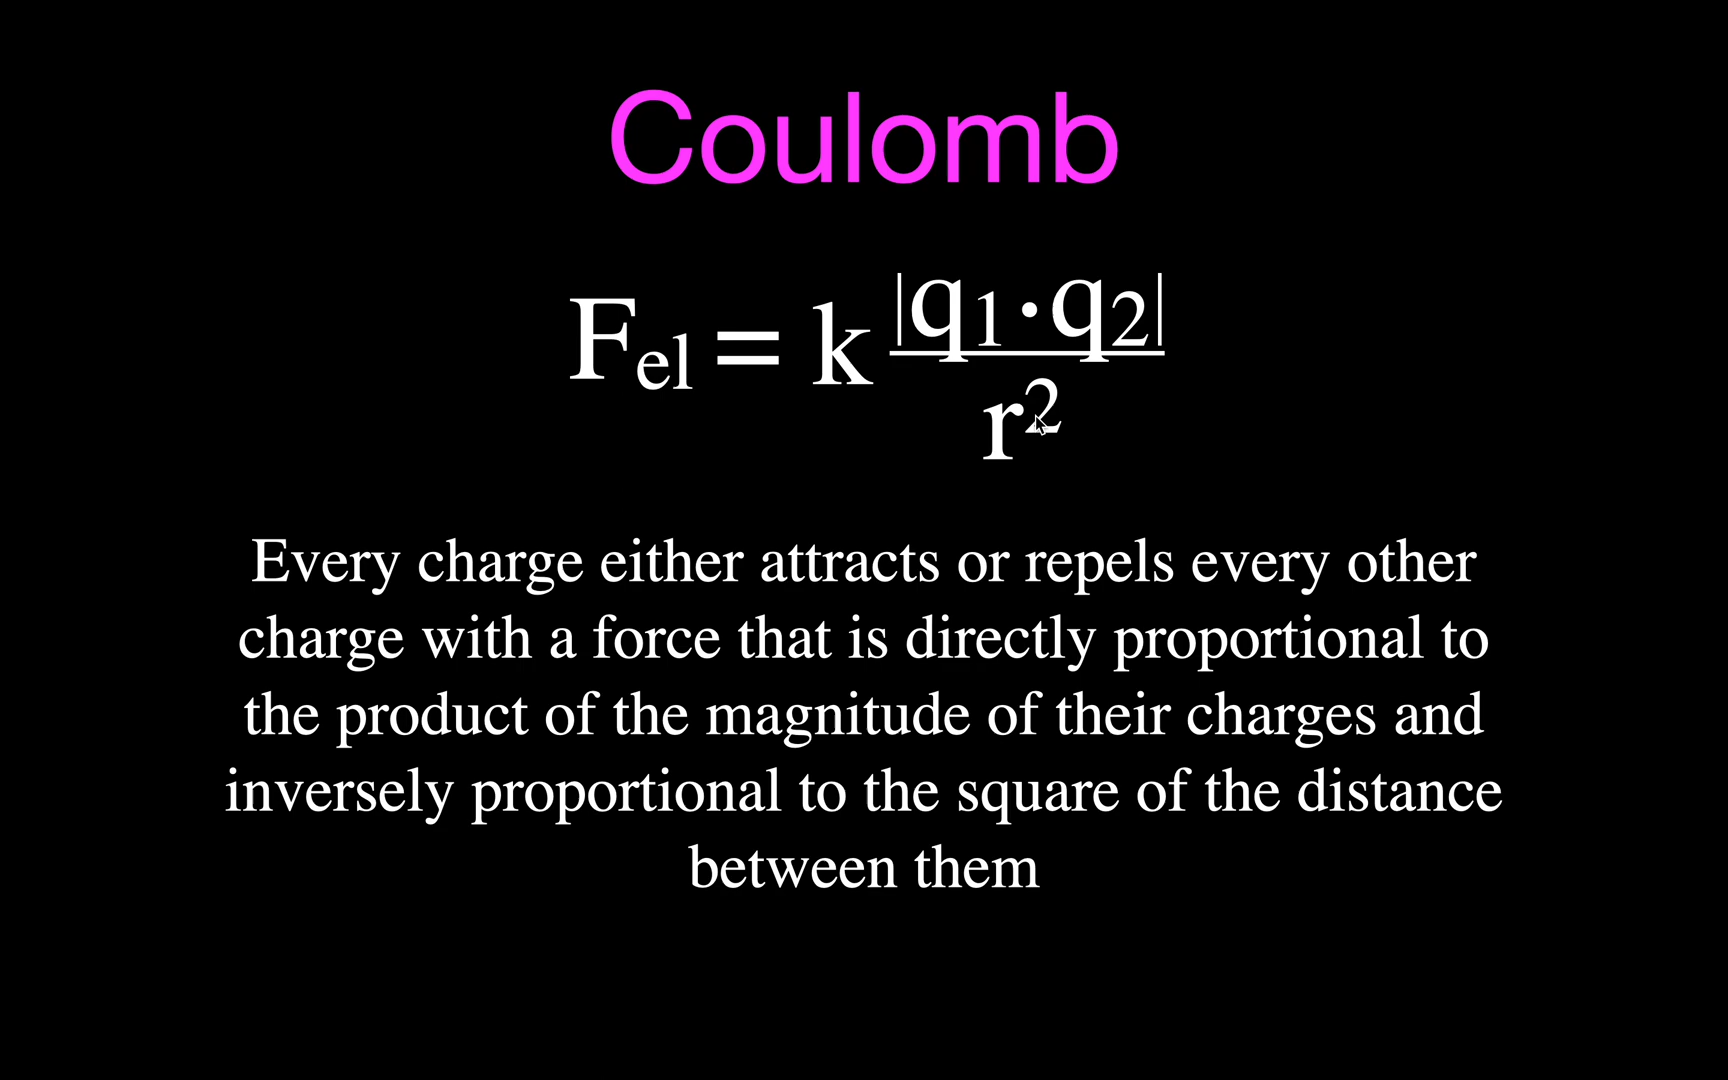 Coulomb
F_el = k |q₁·q₂| / r²
Every charge either attracts or repels every other
charge with a force that is directly proportional to
the product of the magnitude of their charges and
inversely proportional to the square of the distance
between them